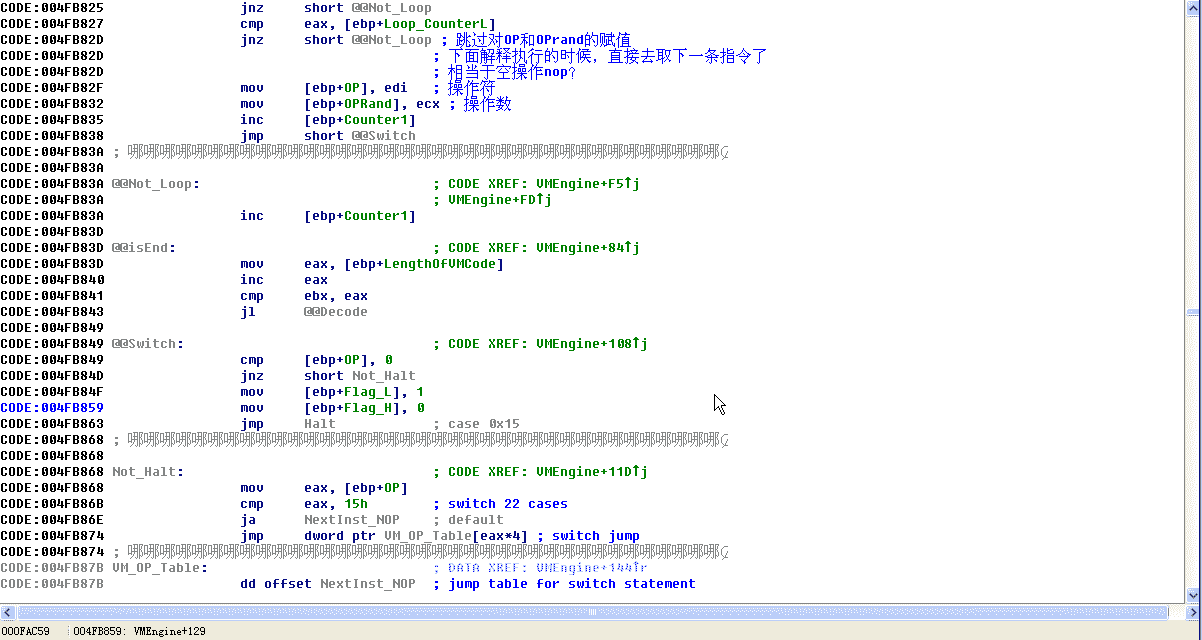 CODE:004FB825 jnz short @@Not_Loop
CODE:004FB827 cmp eax, [ebp+Loop_CounterL]
CODE:004FB82D jnz short @@Not_Loop ; 跳过对OP和OPrand的赋值
CODE:004FB82D ; 下面解释执行的时候，直接去取下一条指令了
CODE:004FB82D ; 相当于空操作nop?
CODE:004FB82F mov [ebp+OP], edi ; 操作符
CODE:004FB832 mov [ebp+OPRand], ecx ; 操作数
CODE:004FB835 inc [ebp+Counter1]
CODE:004FB838 jmp short @@Switch
CODE:004FB83A ;
CODE:004FB83A
CODE:004FB83A @@Not_Loop: ; CODE XREF: VMEngine+F5↑j
CODE:004FB83A ; VMEngine+FD↑j
CODE:004FB83A inc [ebp+Counter1]
CODE:004FB83D
CODE:004FB83D @@isEnd: ; CODE XREF: VMEngine+84↑j
CODE:004FB83D mov eax, [ebp+LengthOfVMCode]
CODE:004FB840 inc eax
CODE:004FB841 cmp ebx, eax
CODE:004FB843 jl @@Decode
CODE:004FB849
CODE:004FB849 @@Switch: ; CODE XREF: VMEngine+108↑j
CODE:004FB849 cmp [ebp+OP], 0
CODE:004FB84D jnz short Not_Halt
CODE:004FB84F mov [ebp+Flag_L], 1
CODE:004FB859 mov [ebp+Flag_H], 0
CODE:004FB863 jmp Halt ; case 0x15
CODE:004FB868 ;
CODE:004FB868
CODE:004FB868 Not_Halt: ; CODE XREF: VMEngine+11D↑j
CODE:004FB868 mov eax, [ebp+OP]
CODE:004FB86B cmp eax, 15h ; switch 22 cases
CODE:004FB86E ja NextInst_NOP ; default
CODE:004FB874 jmp dword ptr VM_OP_Table[eax*4] ; switch jump
CODE:004FB874 ;
CODE:004FB87B VM_OP_Table: ; DATA XREF: VMEngine+144↑r
CODE:004FB87B dd offset NextInst_NOP ; jump table for switch statement
000FAC59 004FB859: VMEngine+129